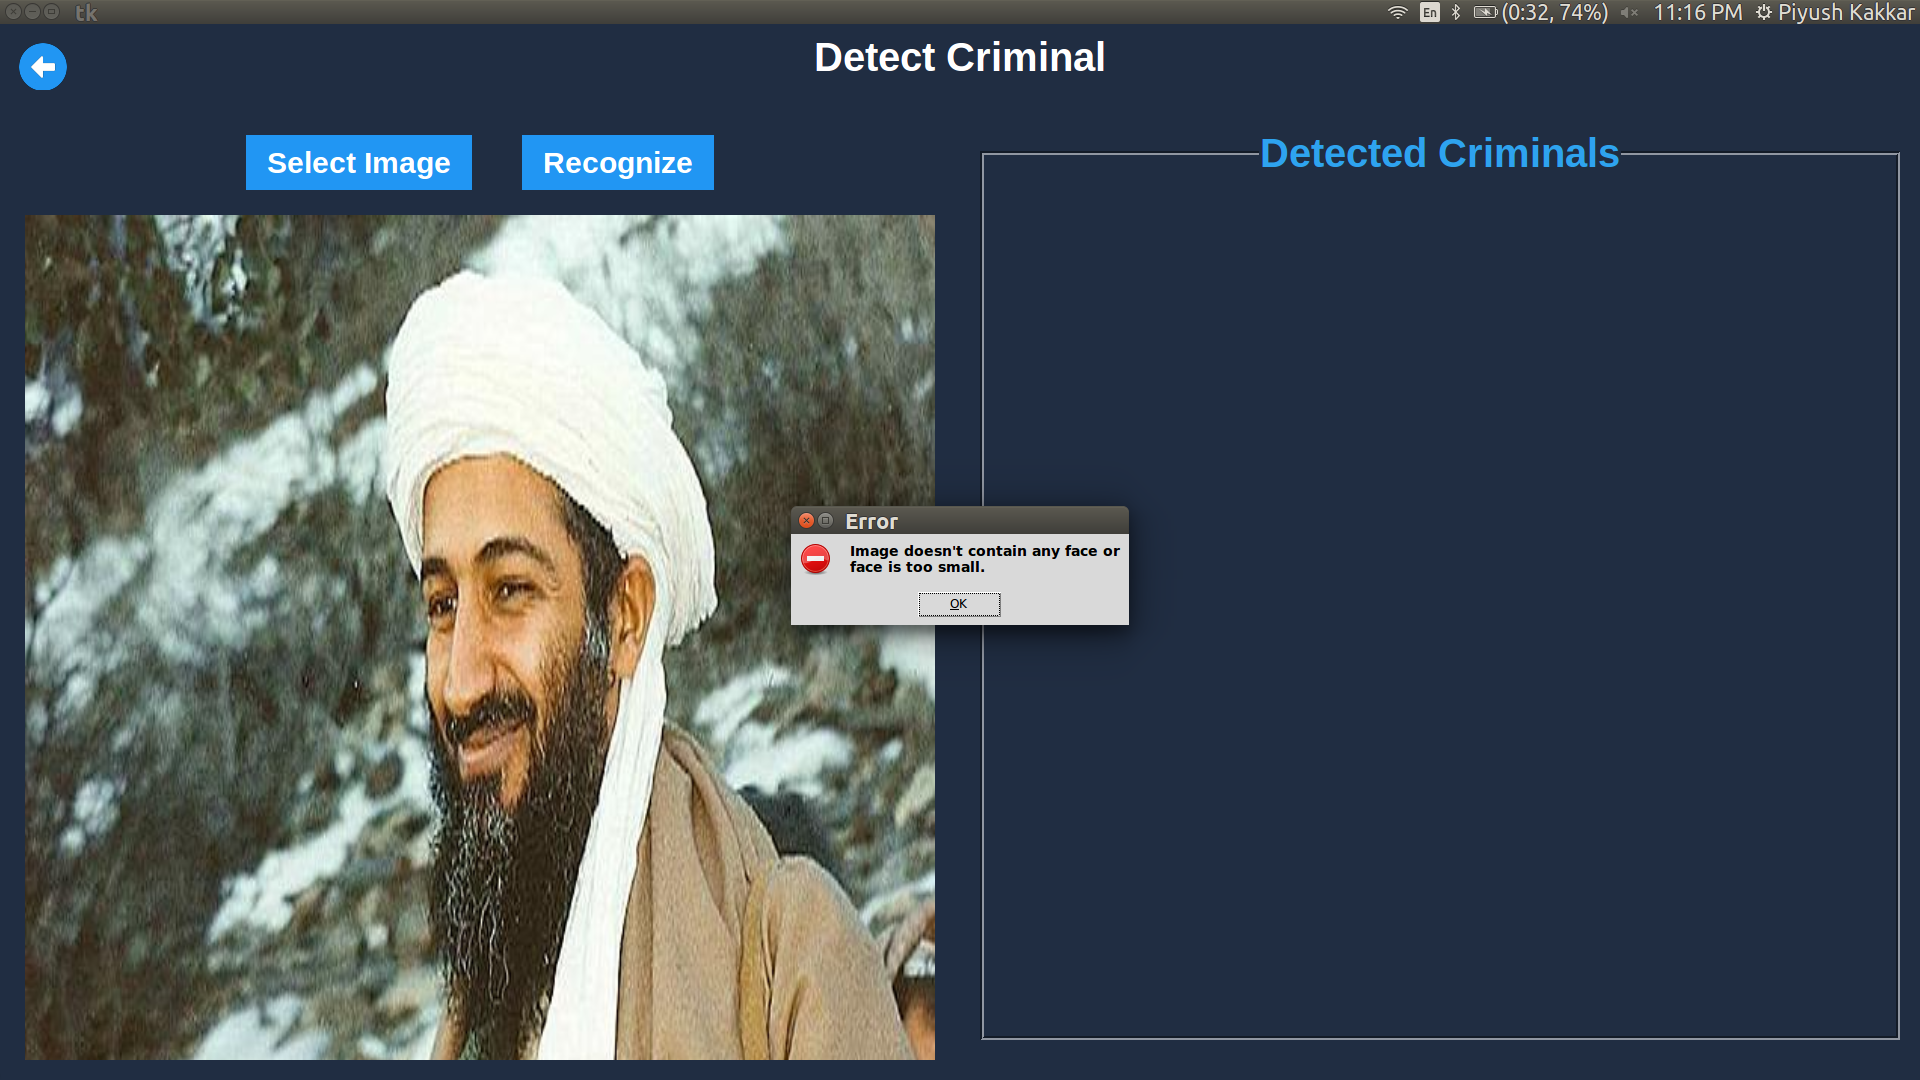 tk
En
(0:32, 74%)
11:16 PM
Piyush Kakkar
Detect Criminal
Select Image
Recognize
Detected Criminals
Error
Image doesn't contain any face or
face is too small.
OK